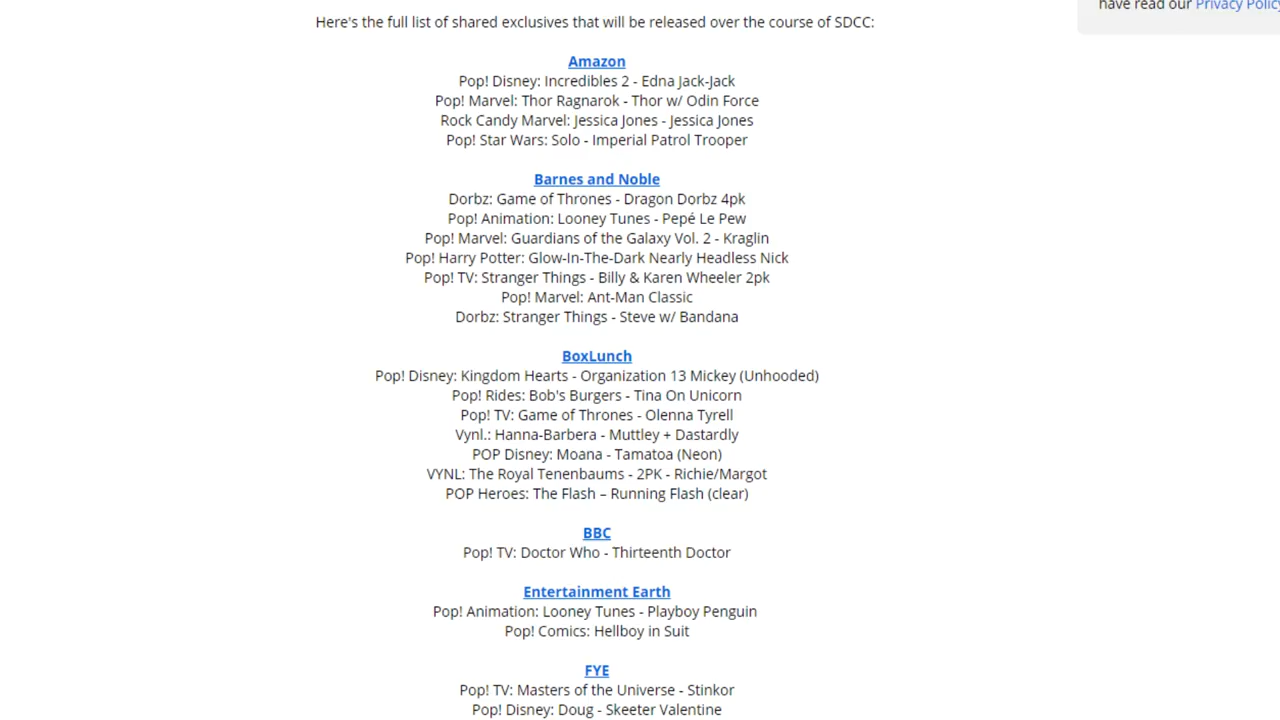 have read our Privacy Policy
Here's the full list of shared exclusives that will be released over the course of SDCC:
Amazon
Pop! Disney: Incredibles 2 - Edna Jack-Jack
Pop! Marvel: Thor Ragnarok - Thor w/ Odin Force
Rock Candy Marvel: Jessica Jones - Jessica Jones
Pop! Star Wars: Solo - Imperial Patrol Trooper
Barnes and Noble
Dorbz: Game of Thrones - Dragon Dorbz 4pk
Pop! Animation: Looney Tunes - Pepé Le Pew
Pop! Marvel: Guardians of the Galaxy Vol. 2 - Kraglin
Pop! Harry Potter: Glow-In-The-Dark Nearly Headless Nick
Pop! TV: Stranger Things - Billy & Karen Wheeler 2pk
Pop! Marvel: Ant-Man Classic
Dorbz: Stranger Things - Steve w/ Bandana
BoxLunch
Pop! Disney: Kingdom Hearts - Organization 13 Mickey (Unhooded)
Pop! Rides: Bob's Burgers - Tina On Unicorn
Pop! TV: Game of Thrones - Olenna Tyrell
Vynl.: Hanna-Barbera - Muttley + Dastardly
POP Disney: Moana - Tamatoa (Neon)
VYNL: The Royal Tenenbaums - 2PK - Richie/Margot
POP Heroes: The Flash – Running Flash (clear)
BBC
Pop! TV: Doctor Who - Thirteenth Doctor
Entertainment Earth
Pop! Animation: Looney Tunes - Playboy Penguin
Pop! Comics: Hellboy in Suit
FYE
Pop! TV: Masters of the Universe - Stinkor
Pop! Disney: Doug - Skeeter Valentine